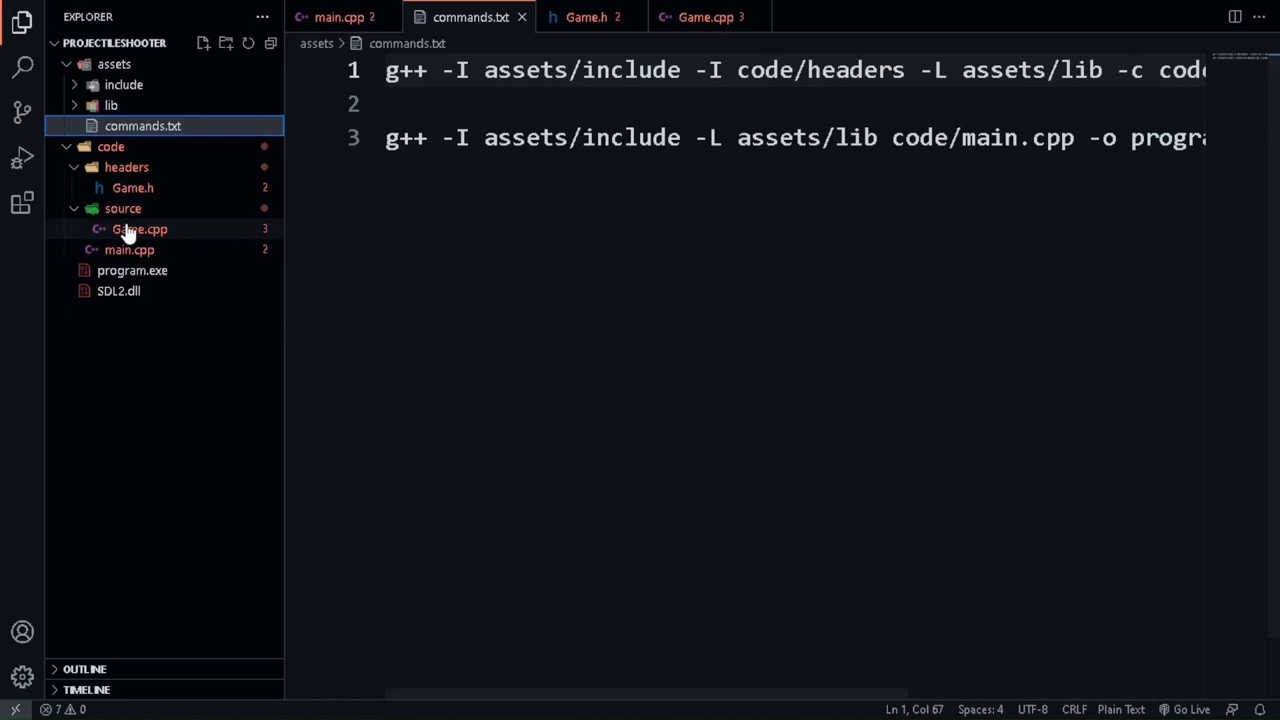 EXPLORER
main.cpp 2
commands.txt
Game.h 2
Game.cpp 3
PROJECTILESHOOTER
assets > commands.txt
assets
include
lib
commands.txt
code
headers
Game.h 2
source
Game.cpp 3
main.cpp 2
program.exe
SDL2.dll
1 g++ -I assets/include -I code/headers -L assets/lib -c code
2
3 g++ -I assets/include -L assets/lib code/main.cpp -o progra
OUTLINE
TIMELINE
7 0
Ln 1, Col 67
Spaces: 4
UTF-8
CRLF
Plain Text
Go Live